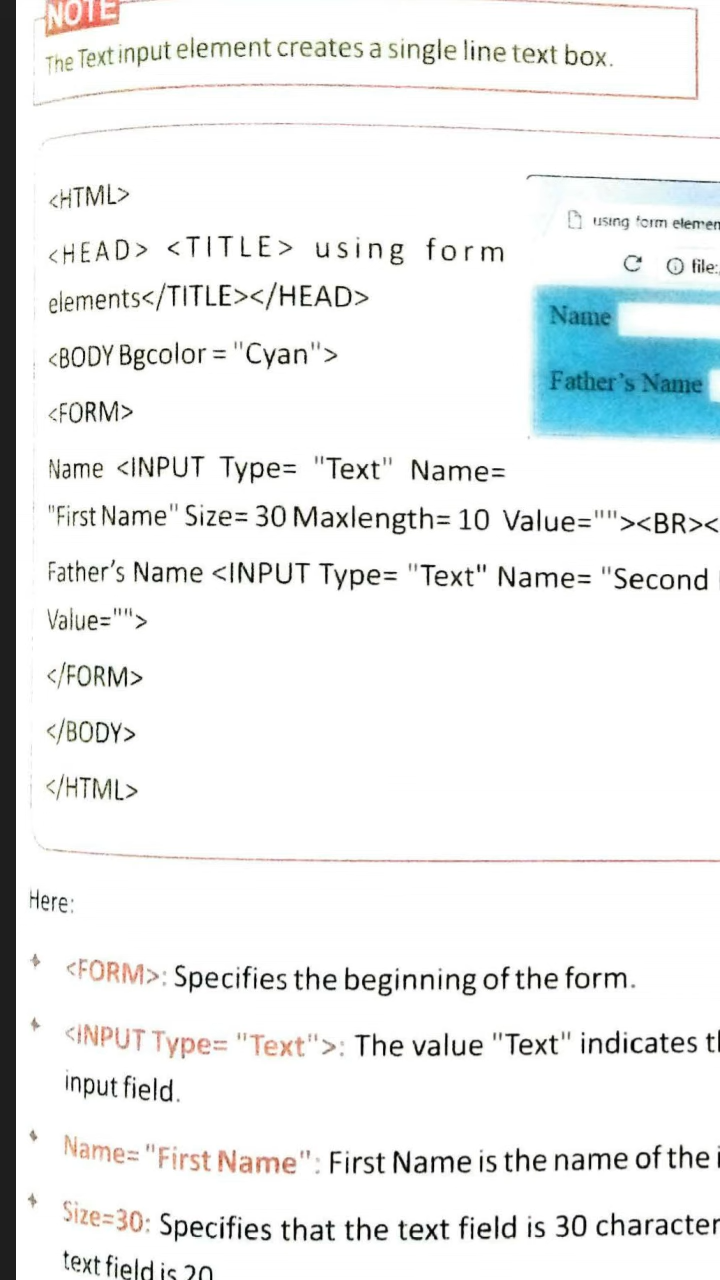 NOTE
The Text input element creates a single line text box.
<HTML>
<HEAD> <TITLE> using form
elements</TITLE></HEAD>
<BODY Bgcolor = "Cyan">
<FORM>
Name <INPUT Type= "Text" Name=
"First Name" Size= 30 Maxlength= 10 Value=""><BR><
Father's Name <INPUT Type= "Text" Name= "Second
Value="">
</FORM>
</BODY>
</HTML>
using form elemen
file:
Name
Father's Name
Here:
<FORM>: Specifies the beginning of the form.
<INPUT Type= "Text">: The value "Text" indicates th
input field.
Name= "First Name": First Name is the name of the i
Size=30: Specifies that the text field is 30 character
text field is 20